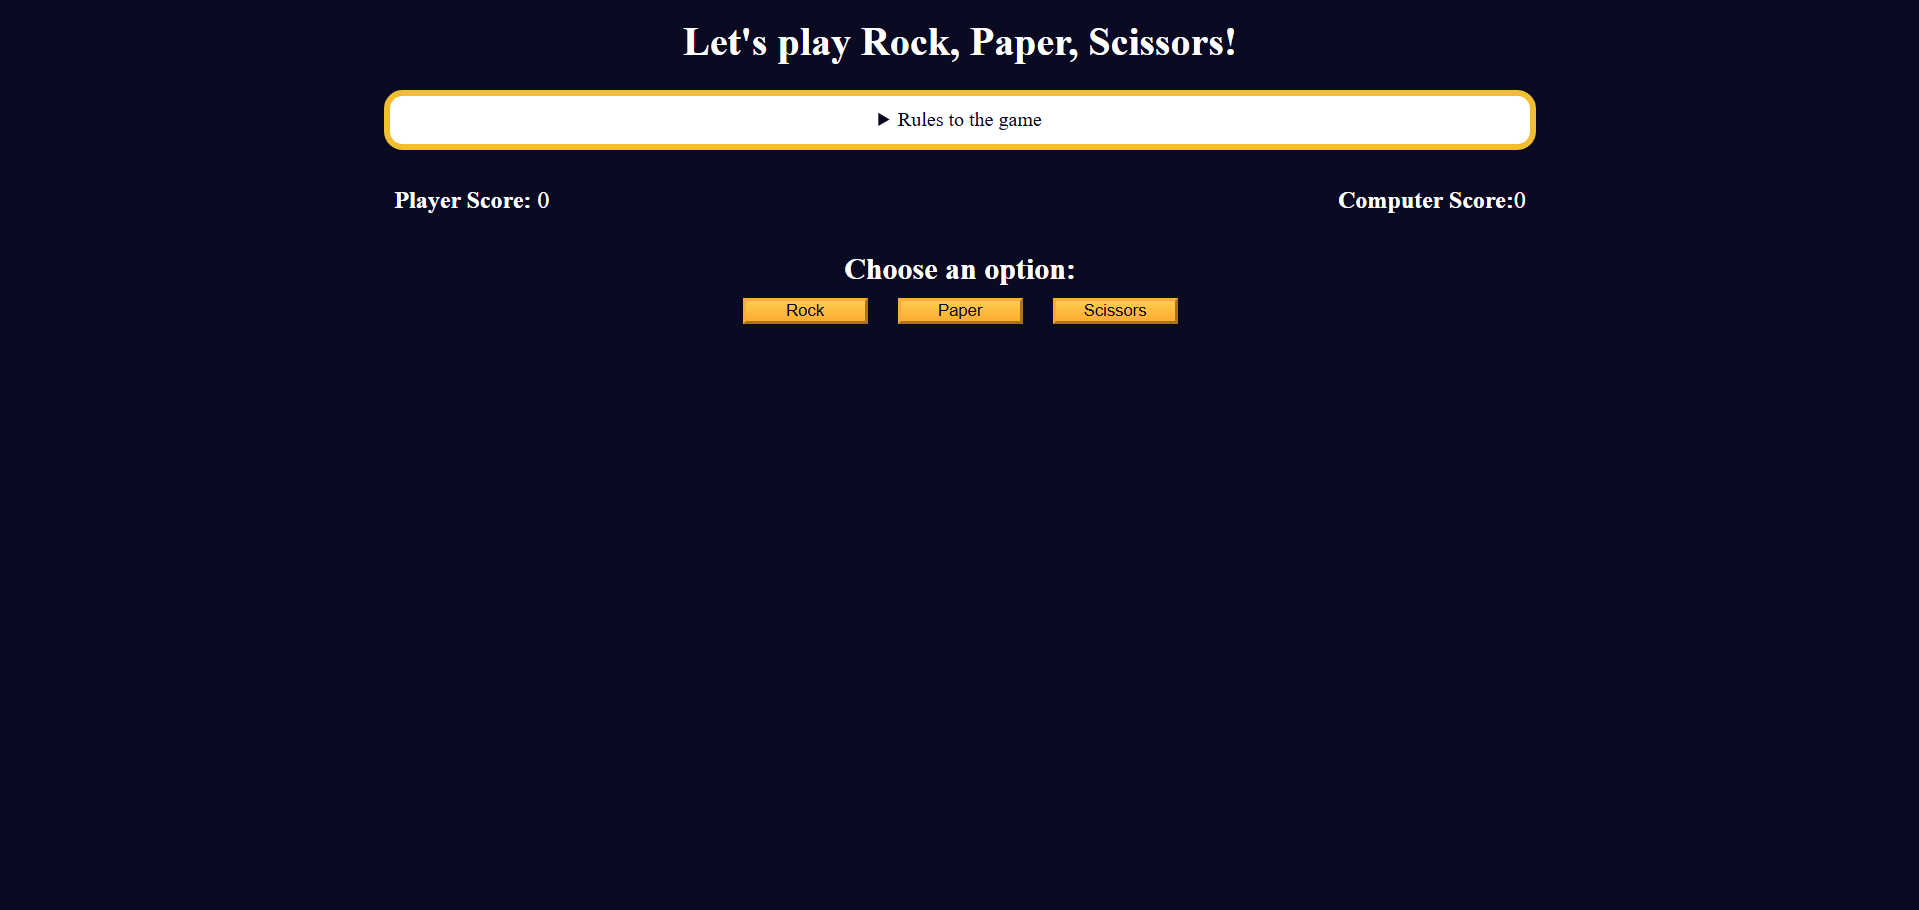 Let's play Rock, Paper, Scissors!
▶ Rules to the game
Player Score: 0 Computer Score:0
Choose an option:
Rock Paper Scissors